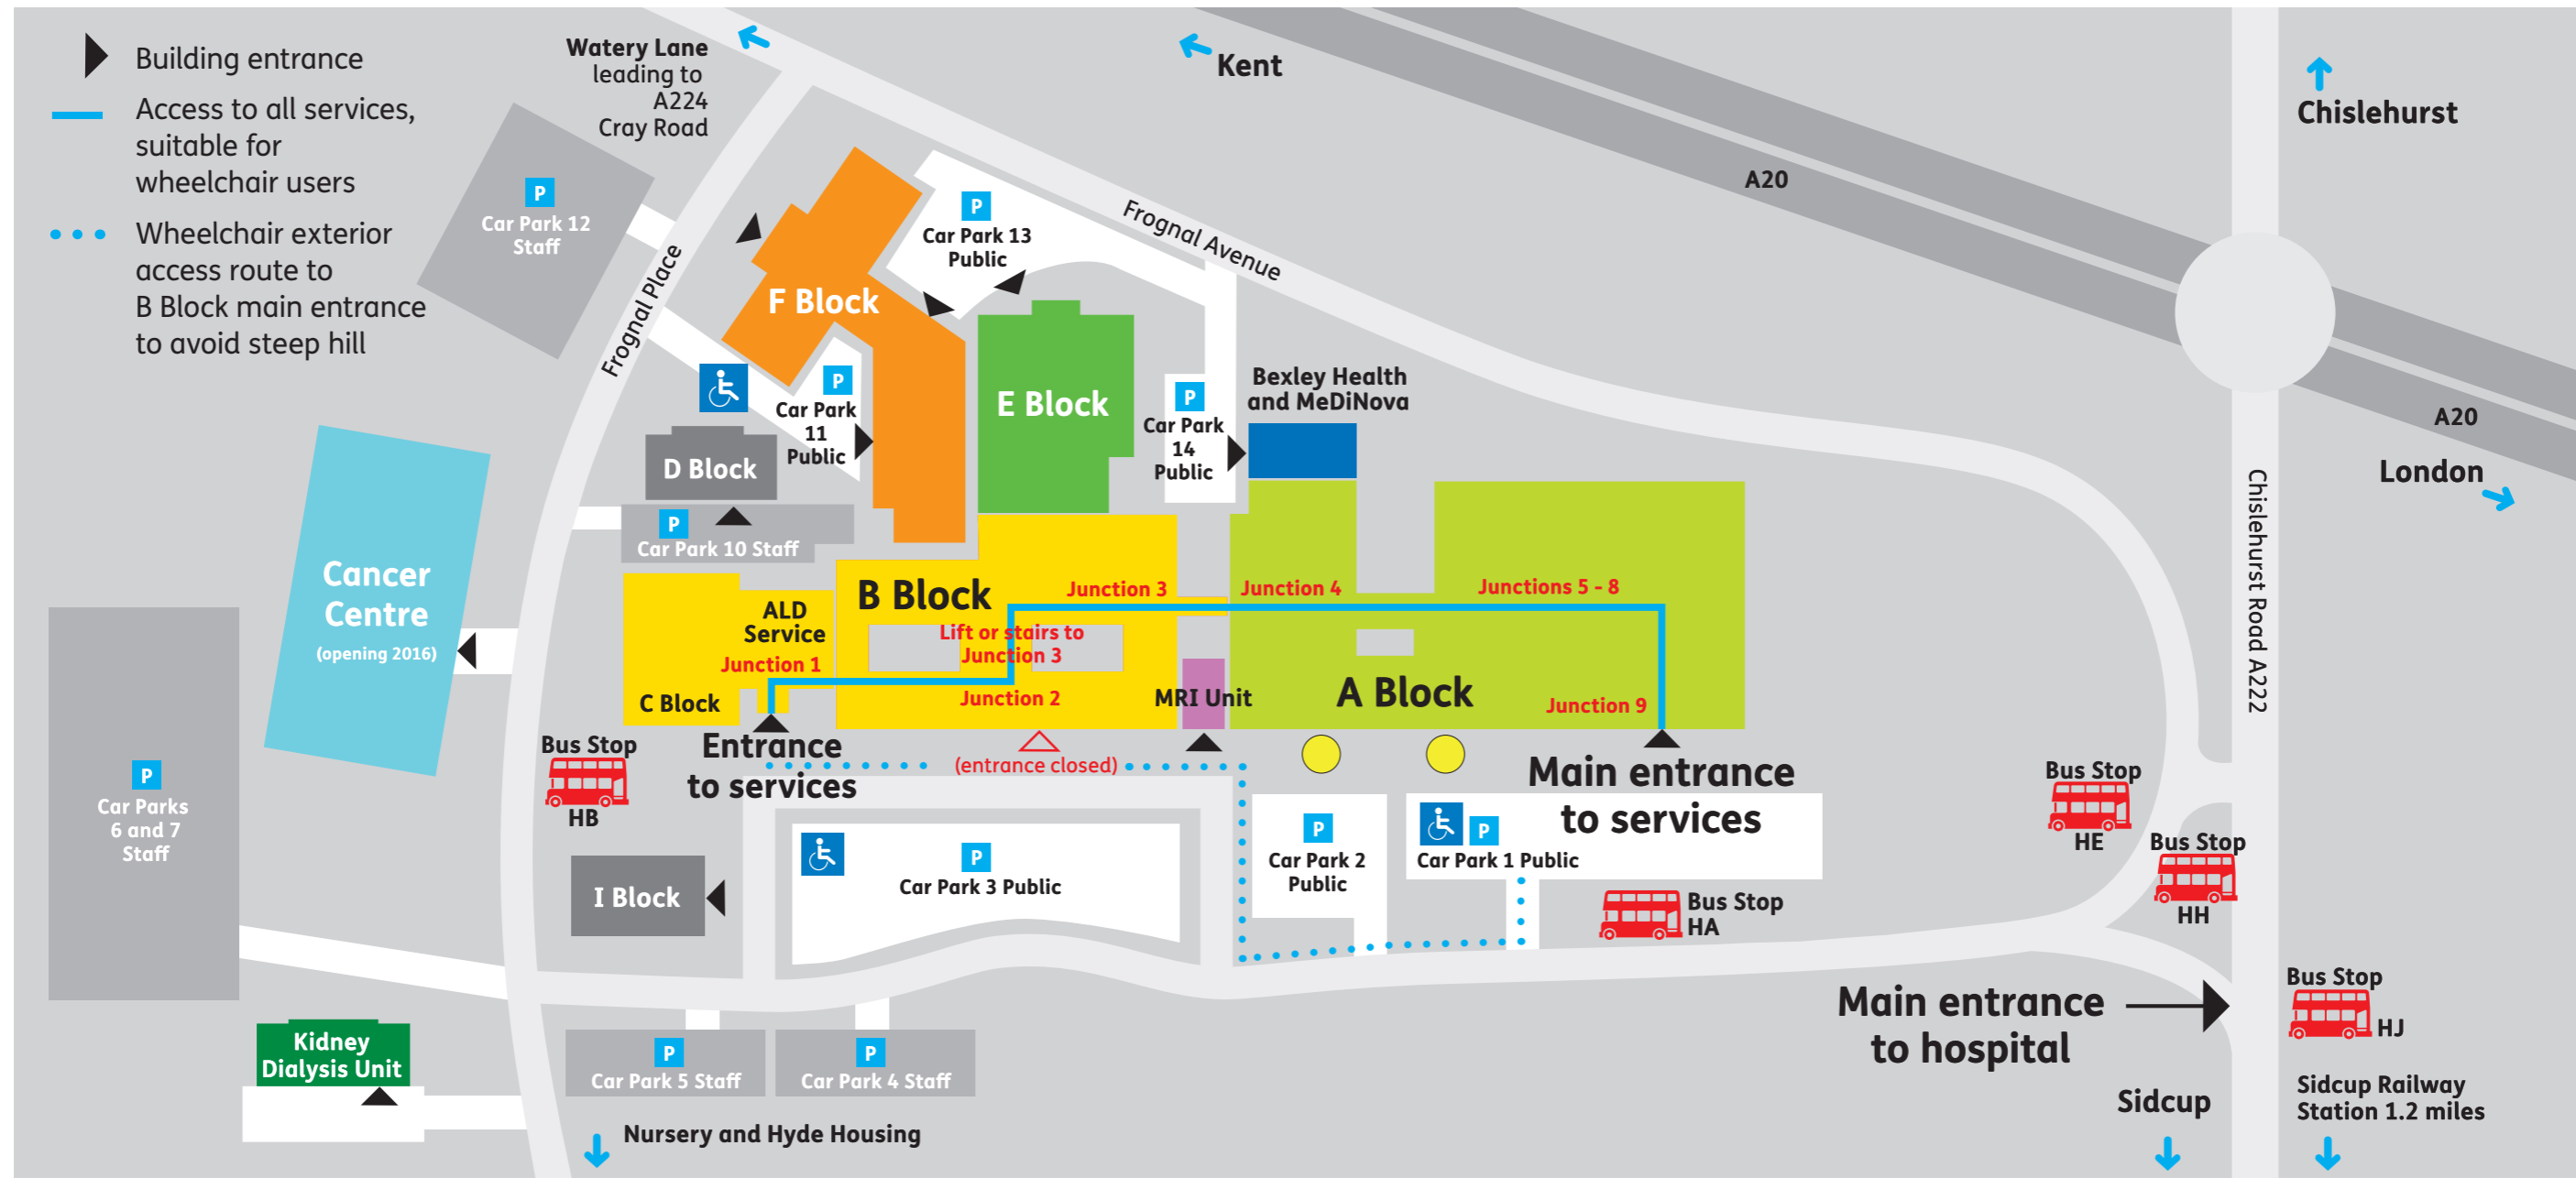 Building entrance
Access to all services,
suitable for
wheelchair users
Wheelchair exterior
access route to
B Block main entrance
to avoid steep hill
Watery Lane
leading to
A224
Cray Road
Kent
Chislehurst
A20
A20
London
Chislehurst Road A222
Frognal Avenue
Frognal Place
P
Car Park 12
Staff
P
Car Park 13
Public
F Block
E Block
P
Car Park
11
Public
P
Car Park
14
Public
Bexley Health
and MeDiNova
D Block
P
Car Park 10 Staff
Cancer
Centre
(opening 2016)
ALD
Service
B Block
Junction 3
Junction 4
Junctions 5 - 8
Lift or stairs to
Junction 3
Junction 1
C Block
Junction 2
MRI Unit
A Block
Junction 9
Entrance
to services
(entrance closed)
Main entrance
to services
Bus Stop
HB
P
Car Parks
6 and 7
Staff
I Block
P
Car Park 3 Public
P
Car Park 2
Public
P
Car Park 1 Public
Bus Stop
HA
Bus Stop
HE
Bus Stop
HH
Bus Stop
HJ
Main entrance
to hospital
Kidney
Dialysis Unit
P
Car Park 5 Staff
P
Car Park 4 Staff
Nursery and Hyde Housing
Sidcup
Sidcup Railway
Station 1.2 miles